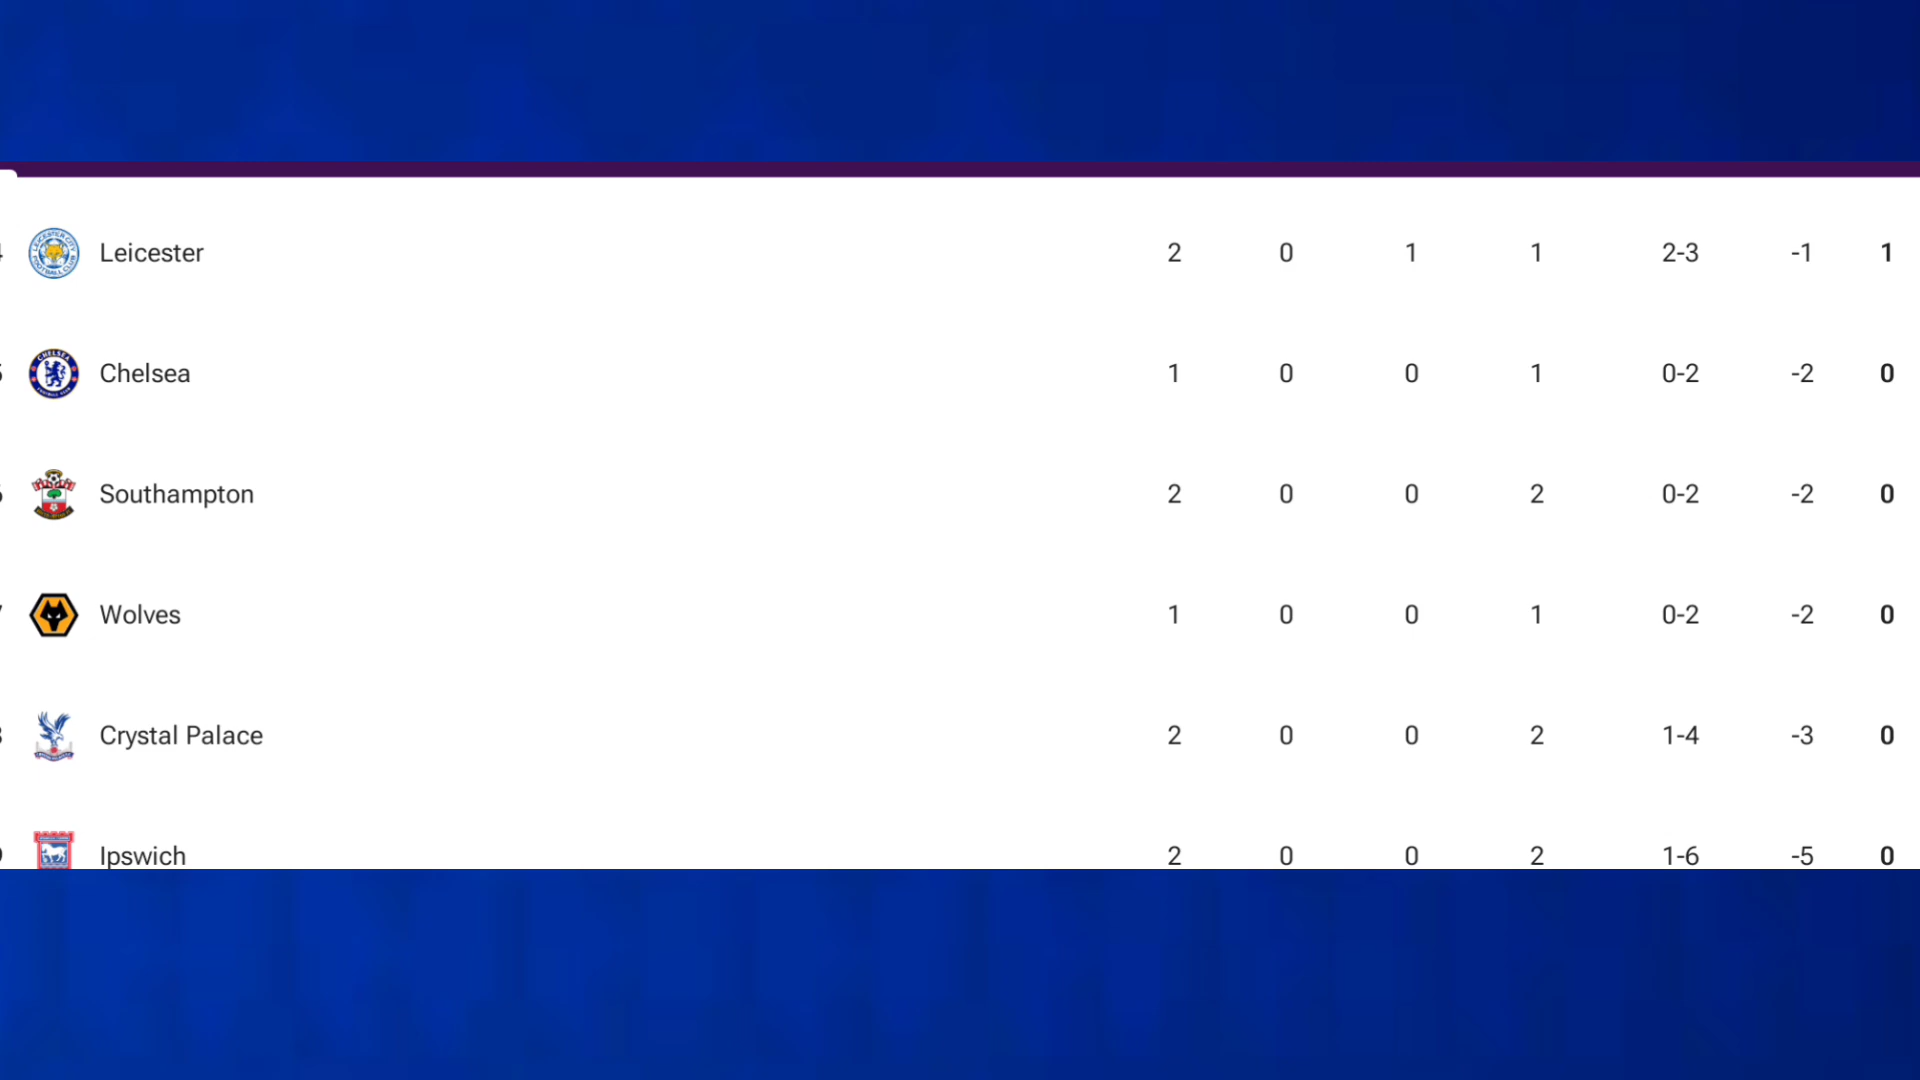 Leicester 2 0 1 1 2-3 -1 1
Chelsea 1 0 0 1 0-2 -2 0
Southampton 2 0 0 2 0-2 -2 0
Wolves 1 0 0 1 0-2 -2 0
Crystal Palace 2 0 0 2 1-4 -3 0
Ipswich 2 0 0 2 1-6 -5 0